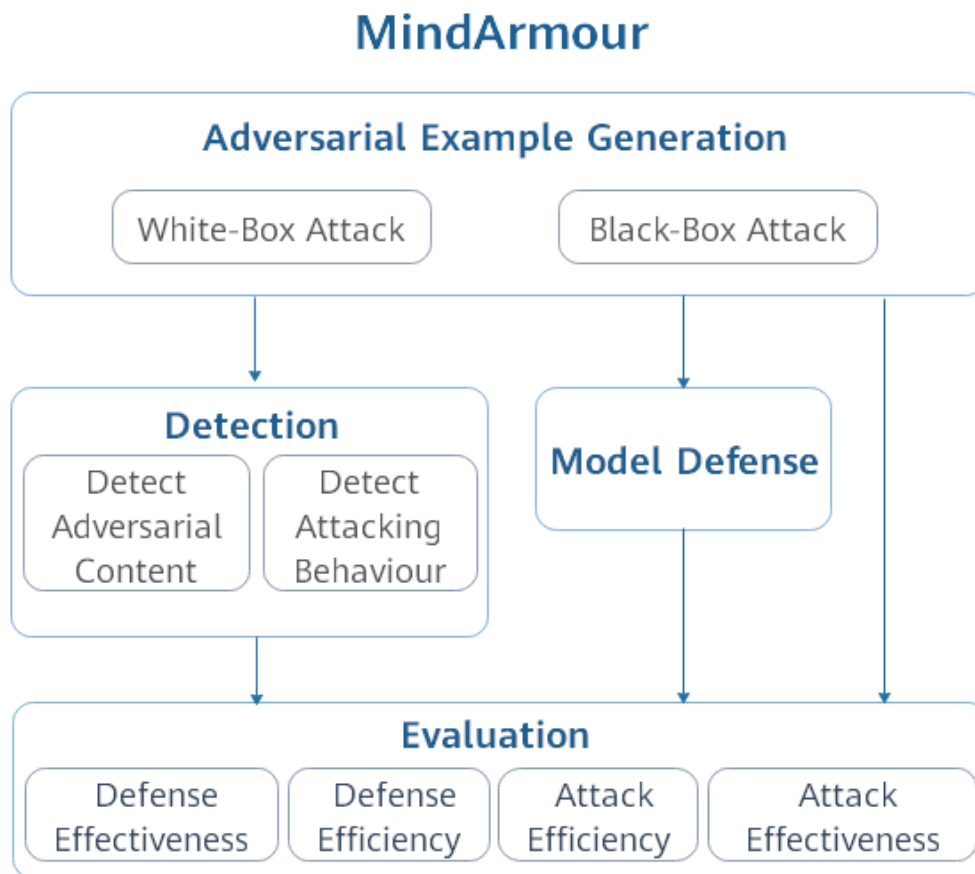 MindArmour
Adversarial Example Generation
White-Box Attack
Black-Box Attack
Detection
Detect
Adversarial
Content
Detect
Attacking
Behaviour
Model Defense
Evaluation
Defense
Effectiveness
Defense
Efficiency
Attack
Efficiency
Attack
Effectiveness